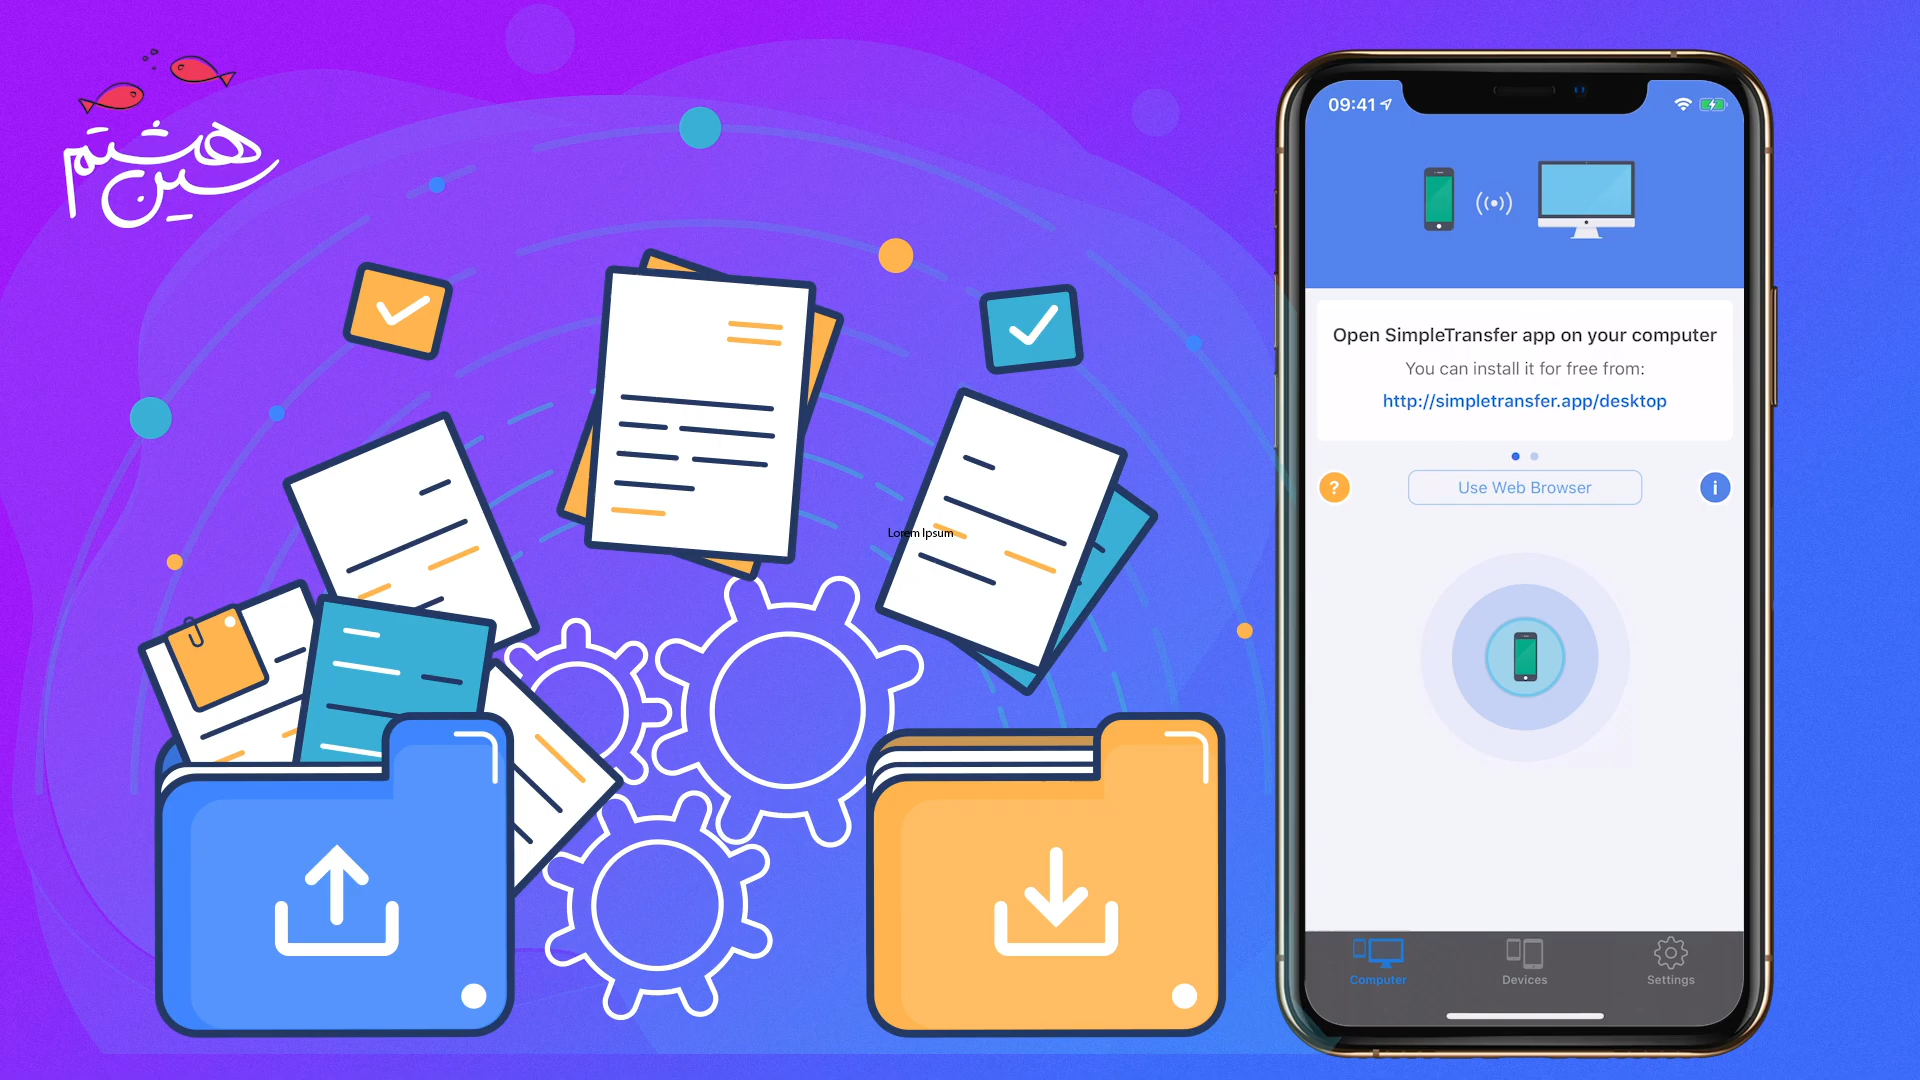 هشتم
سین
Lorem Ipsum
09:41
Open SimpleTransfer app on your computer
You can install it for free from:
http://simpletransfer.app/desktop
?
Use Web Browser
i
Computer
Devices
Settings